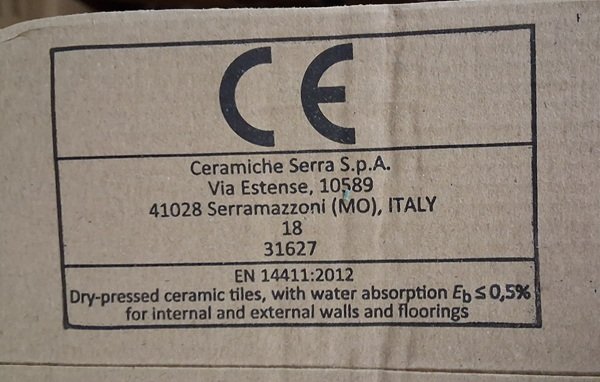 CE
Ceramiche Serra S.p.A.
Via Estense, 10589
41028 Serramazzoni (MO), ITALY
18
31627
EN 14411:2012
Dry-pressed ceramic tiles, with water absorption Eb ≤ 0,5%
for internal and external walls and floorings